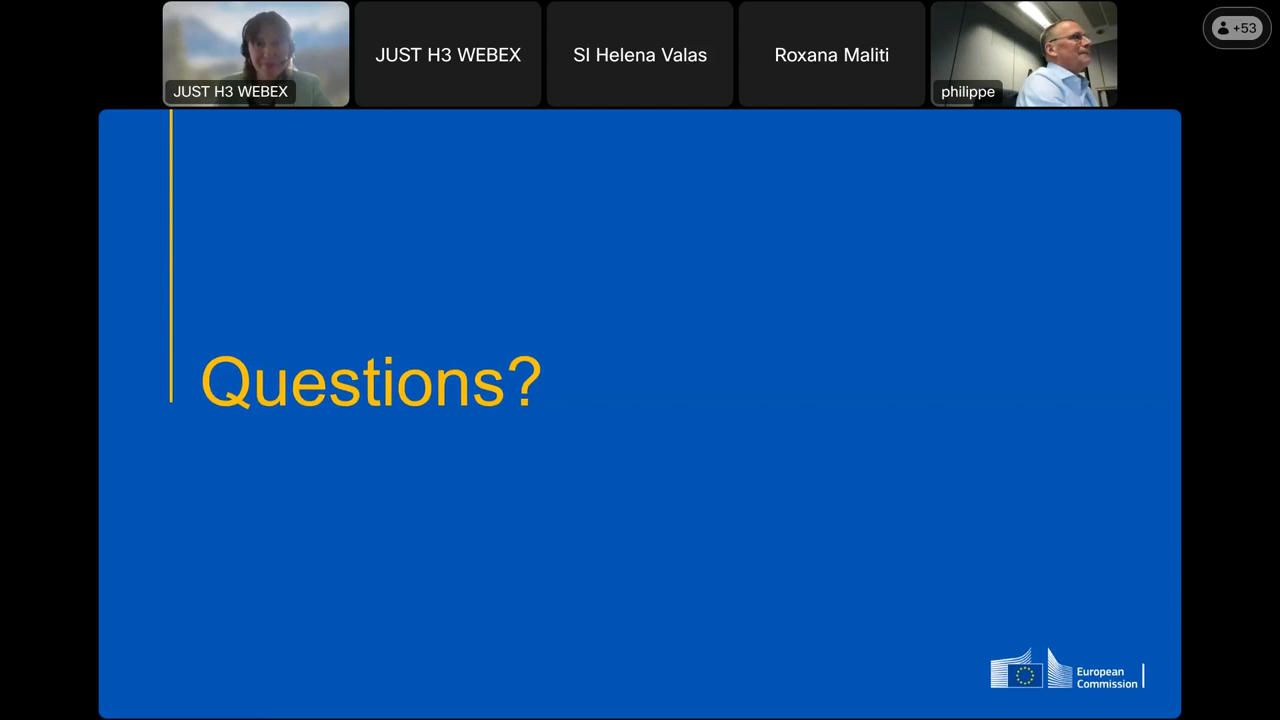 JUST H3 WEBEX
JUST H3 WEBEX
SI Helena Valas
Roxana Maliti
philippe
+53
Questions?
European
Commission